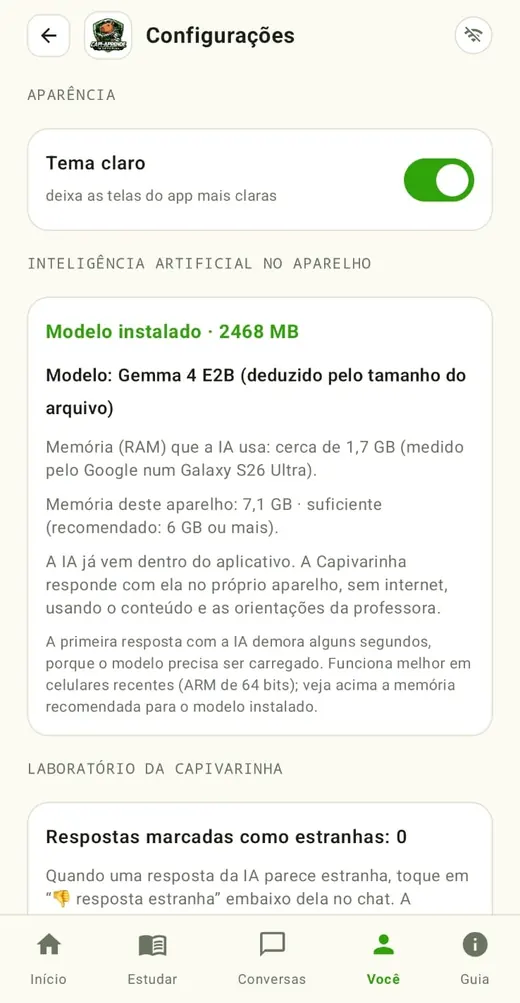 Configurações
APARÊNCIA
Tema claro
deixa as telas do app mais claras
INTELIGÊNCIA ARTIFICIAL NO APARELHO
Modelo instalado · 2468 MB
Modelo: Gemma 4 E2B (deduzido pelo tamanho do
arquivo)
Memória (RAM) que a IA usa: cerca de 1,7 GB (medido
pelo Google num Galaxy S26 Ultra).
Memória deste aparelho: 7,1 GB · suficiente
(recomendado: 6 GB ou mais).
A IA já vem dentro do aplicativo. A Capivarinha
responde com ela no próprio aparelho, sem internet,
usando o conteúdo e as orientações da professora.
A primeira resposta com a IA demora alguns segundos,
porque o modelo precisa ser carregado. Funciona melhor em
celulares recentes (ARM de 64 bits); veja acima a memória
recomendada para o modelo instalado.
LABORATÓRIO DA CAPIVARINHA
Respostas marcadas como estranhas: 0
Quando uma resposta da IA parece estranha, toque em
“👎 resposta estranha” embaixo dela no chat. A
Início
Estudar
Conversas
Você
Guia